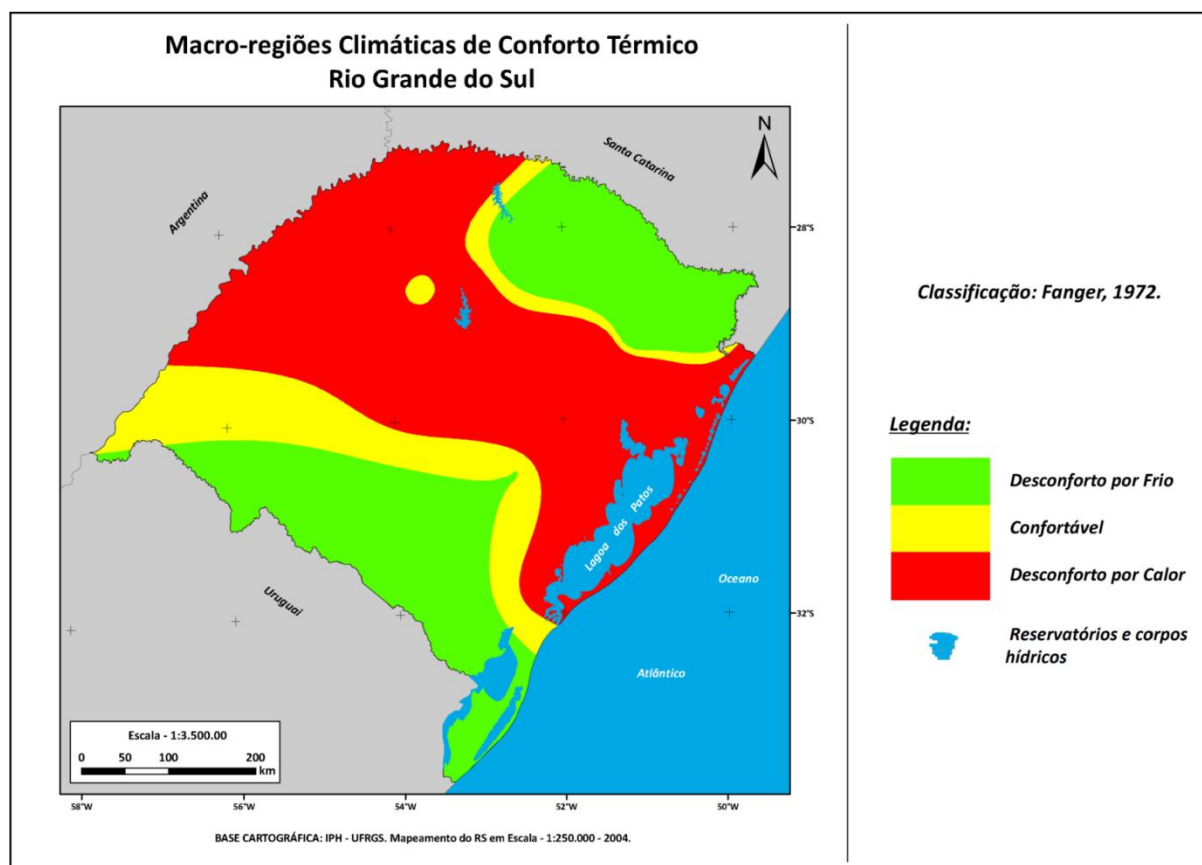 Macro-regiões Climáticas de Conforto Térmico
Rio Grande do Sul
N
Santa Catarina
Argentina
28°S
30°S
32°S
Lagoa dos Patos
Oceano
Atlântico
Uruguai
Escala - 1:3.500.00
0 50 100 200
km
58°W 56°W 54°W 52°W 50°W
BASE CARTOGRÁFICA: IPH - UFRGS. Mapeamento do RS em Escala - 1:250.000 - 2004.
Classificação: Fanger, 1972.
Legenda:
Desconforto por Frio
Confortável
Desconforto por Calor
Reservatórios e corpos
hídricos